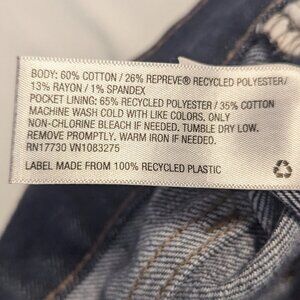 BODY: 60% COTTON / 26% REPREVE® RECYCLED POLYESTER/
13% RAYON / 1% SPANDEX
POCKET LINING: 65% RECYCLED POLYESTER / 35% COTTON
MACHINE WASH COLD WITH LIKE COLORS, ONLY
NON-CHLORINE BLEACH IF NEEDED. TUMBLE DRY LOW.
REMOVE PROMPTLY. WARM IRON IF NEEDED.
RN17730 VN1083275
LABEL MADE FROM 100% RECYCLED PLASTIC